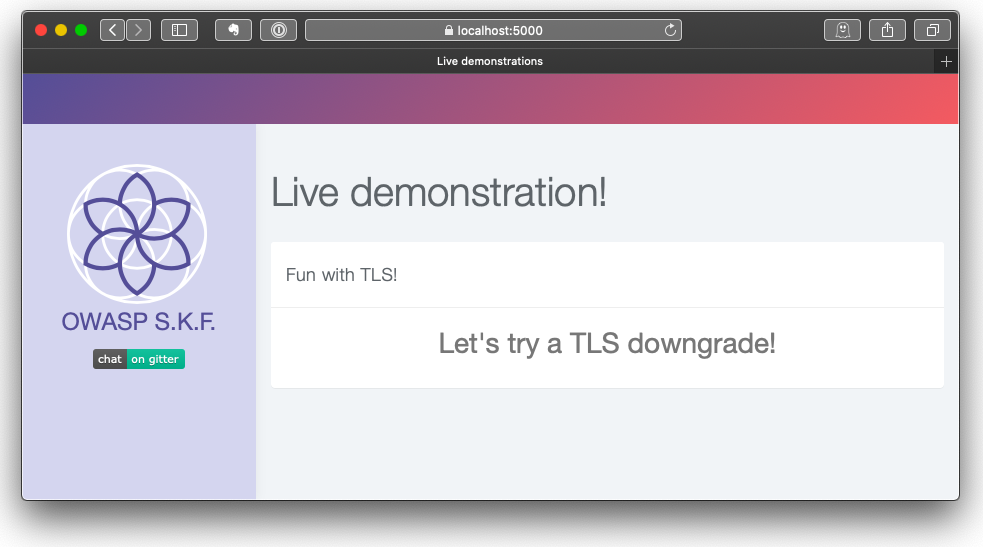 localhost:5000
Live demonstrations
OWASP S.K.F.
chat on gitter
Live demonstration!
Fun with TLS!
Let's try a TLS downgrade!